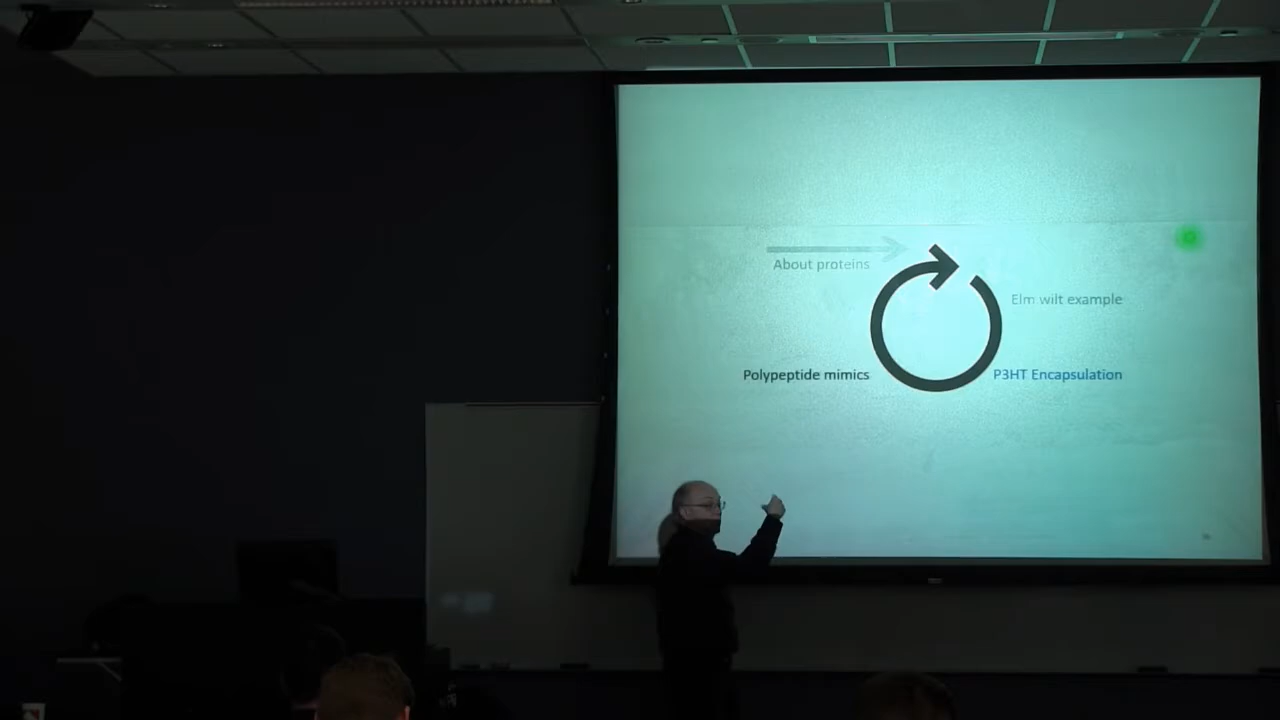 About proteins
Elm wilt example
Polypeptide mimics
P3HT Encapsulation